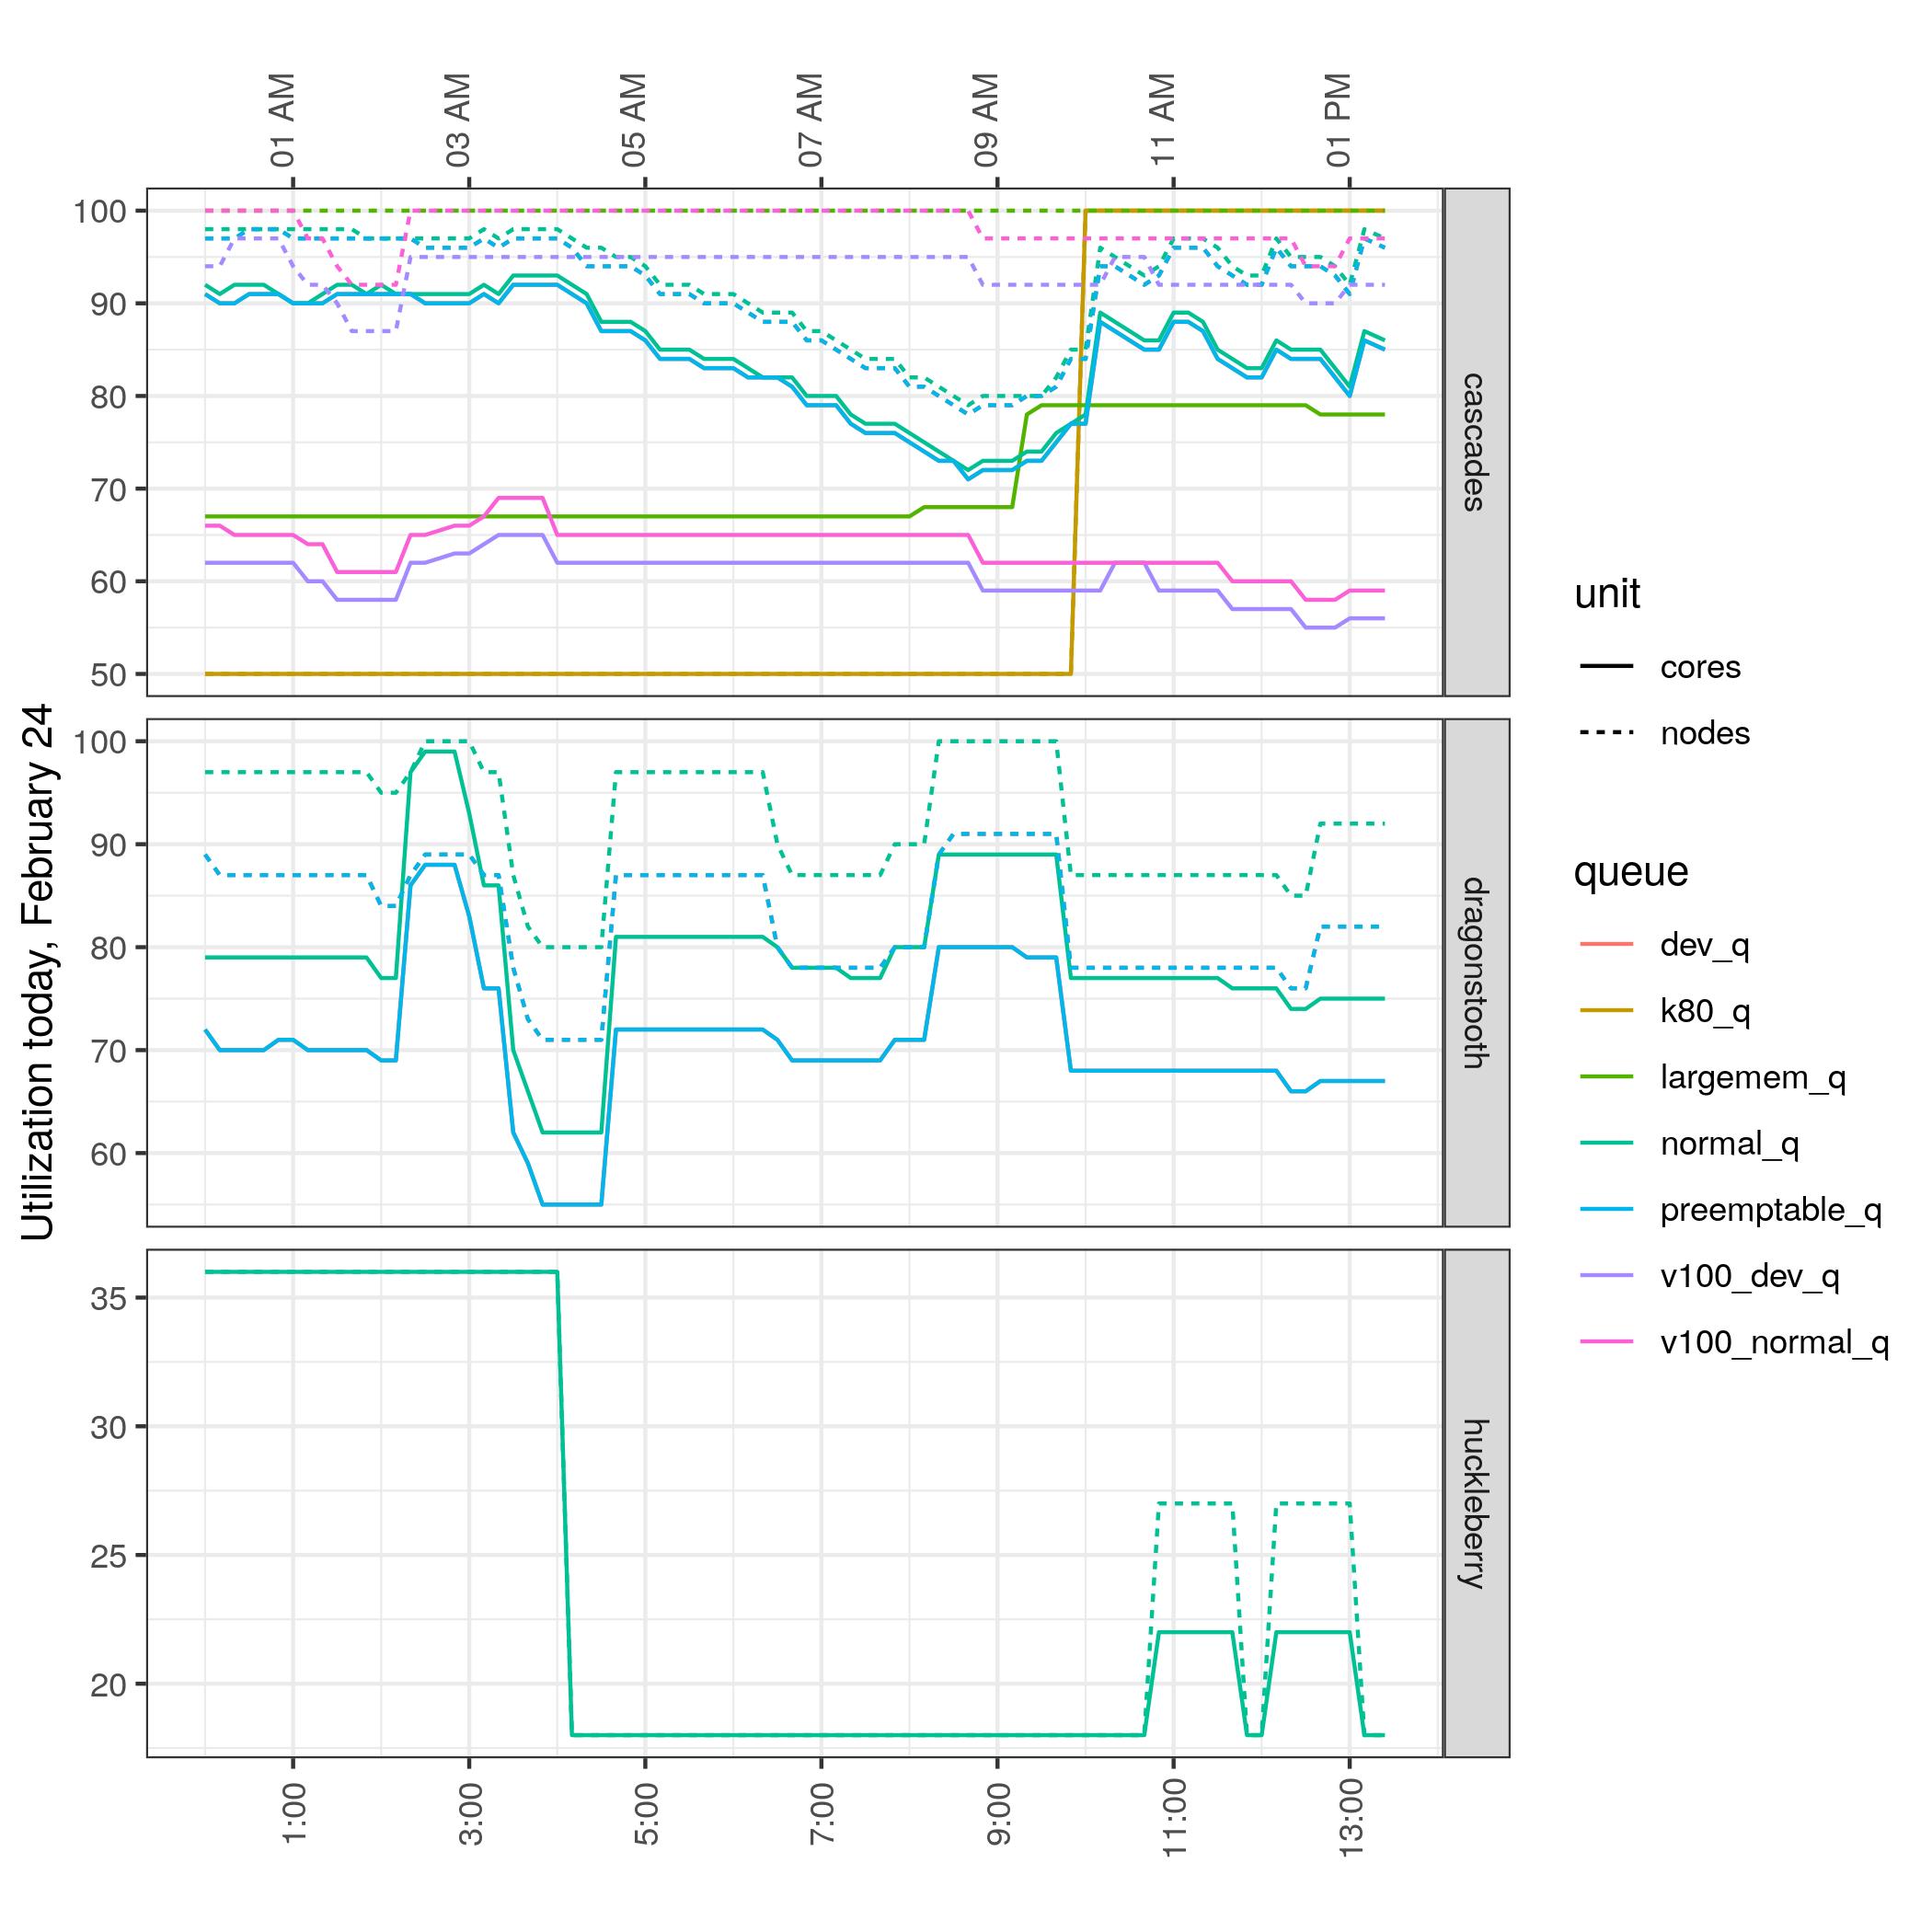 01 AM
03 AM
05 AM
07 AM
09 AM
11 AM
01 PM
Utilization today, February 24
100
90
80
70
60
50
cascades
100
90
80
70
60
dragonstooth
35
30
25
20
huckleberry
1:00
3:00
5:00
7:00
9:00
11:00
13:00
unit
cores
nodes
queue
dev_q
k80_q
largemem_q
normal_q
preemptable_q
v100_dev_q
v100_normal_q